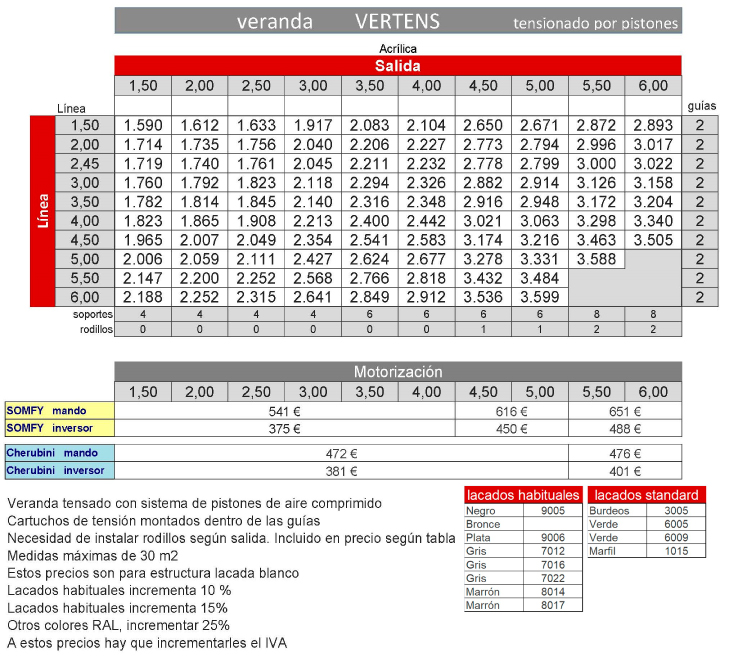 veranda VERTENS tensionado por pistones
Acrílica
Salida
1,50 2,00 2,50 3,00 3,50 4,00 4,50 5,00 5,50 6,00
Línea guías
Línea
1,50 1.590 1.612 1.633 1.917 2.083 2.104 2.650 2.671 2.872 2.893 2
2,00 1.714 1.735 1.756 2.040 2.206 2.227 2.773 2.794 2.996 3.017 2
2,45 1.719 1.740 1.761 2.045 2.211 2.232 2.778 2.799 3.000 3.022 2
3,00 1.760 1.792 1.823 2.118 2.294 2.326 2.882 2.914 3.126 3.158 2
3,50 1.782 1.814 1.845 2.140 2.316 2.348 2.916 2.948 3.172 3.204 2
4,00 1.823 1.865 1.908 2.213 2.400 2.442 3.021 3.063 3.298 3.340 2
4,50 1.965 2.007 2.049 2.354 2.541 2.583 3.174 3.216 3.463 3.505 2
5,00 2.006 2.059 2.111 2.427 2.624 2.677 3.278 3.331 3.588 2
5,50 2.147 2.200 2.252 2.568 2.766 2.818 3.432 3.484 2
6,00 2.188 2.252 2.315 2.641 2.849 2.912 3.536 3.599 2
soportes 4 4 4 4 6 6 6 6 8 8
rodillos 0 0 0 0 0 0 1 1 2 2
Motorización
1,50 2,00 2,50 3,00 3,50 4,00 4,50 5,00 5,50 6,00
SOMFY mando 541 € 616 € 651 €
SOMFY inversor 375 € 450 € 488 €
Cherubini mando 472 € 476 €
Cherubini inversor 381 € 401 €
Veranda tensado con sistema de pistones de aire comprimido
Cartuchos de tensión montados dentro de las guías
Necesidad de instalar rodillos según salida. Incluido en precio según tabla
Medidas máximas de 30 m2
Estos precios son para estructura lacada blanco
Lacados habituales incrementa 10 %
Lacados habituales incrementa 15%
Otros colores RAL, incrementar 25%
A estos precios hay que incrementarles el IVA
lacados habituales
Negro 9005
Bronce
Plata 9006
Gris 7012
Gris 7016
Gris 7022
Marrón 8014
Marrón 8017
lacados standard
Burdeos 3005
Verde 6005
Verde 6009
Marfil 1015